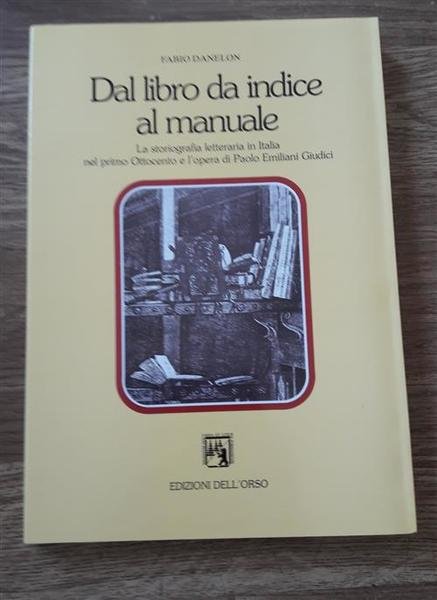 FABIO DANELON
Dal libro da indice
al manuale
La storiografia letteraria in Italia
nel primo Ottocento e l'opera di Paolo Emiliani Giudici
EDIZIONI DELL'ORSO